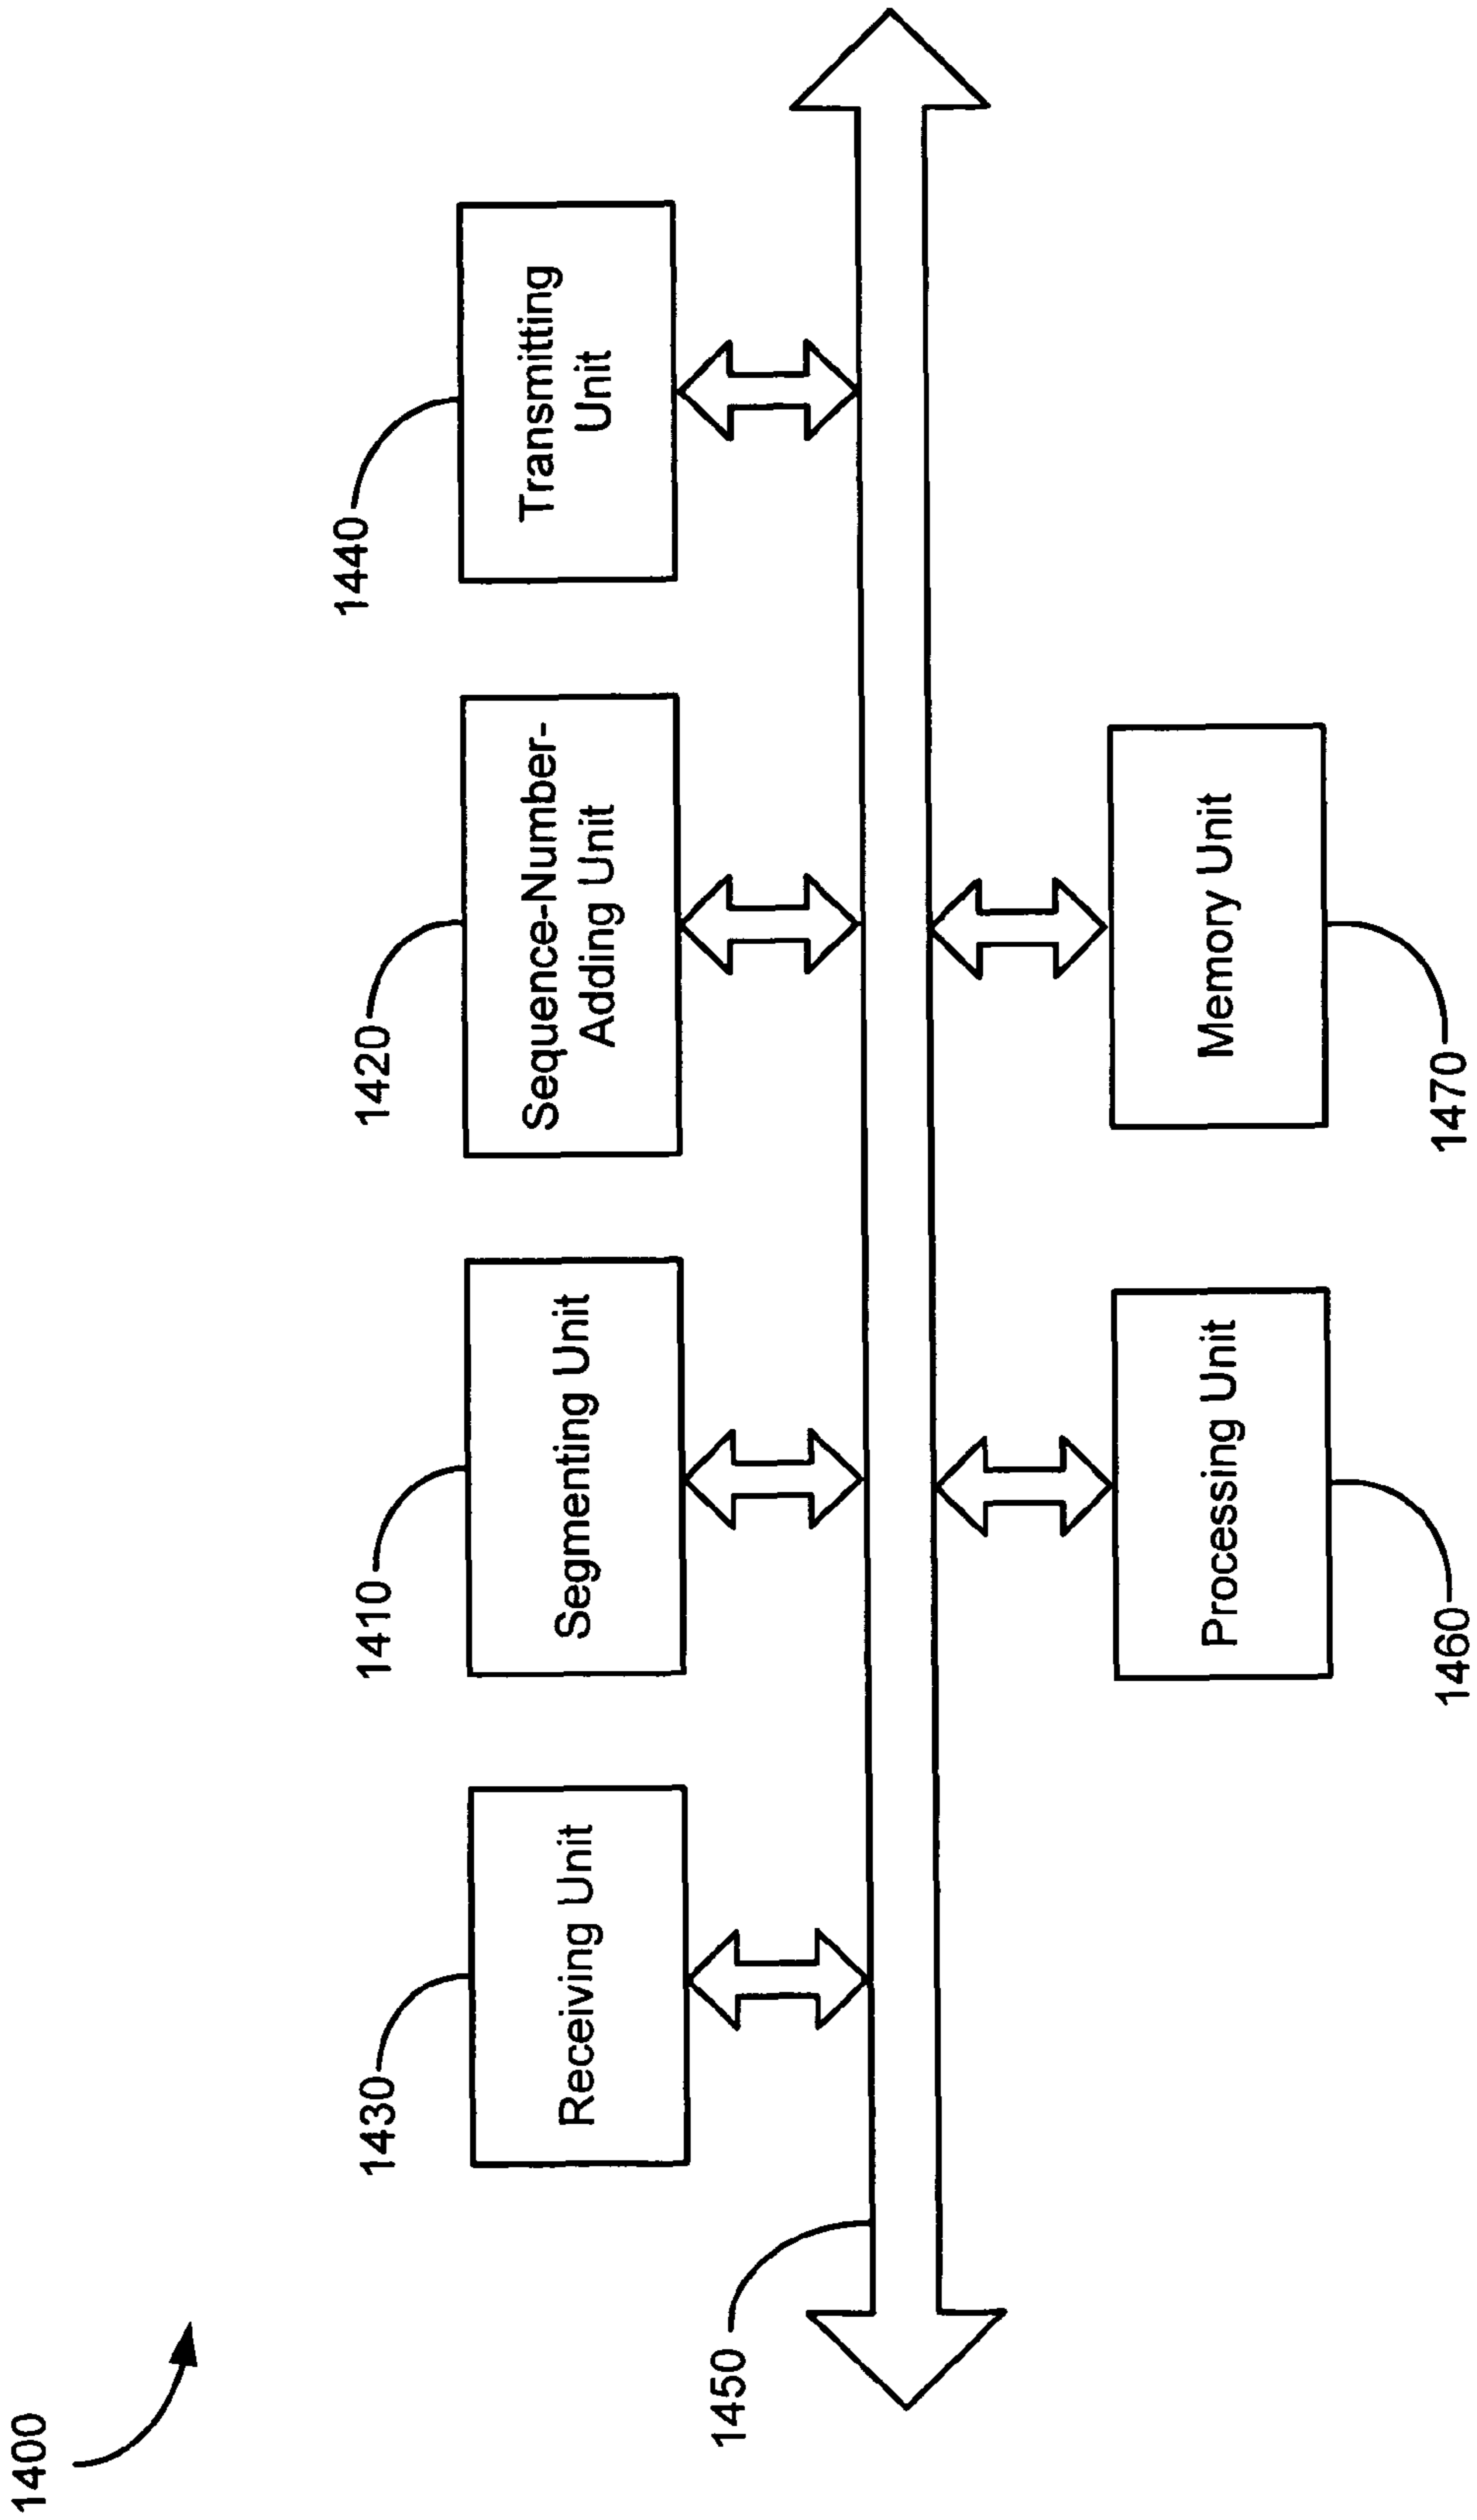 1400
1430
1410
1420
1440
Receiving Unit
Segmenting Unit
Sequence-Number-
Adding Unit
Transmitting
Unit
1450
Processing Unit
Memory Unit
1460
1470